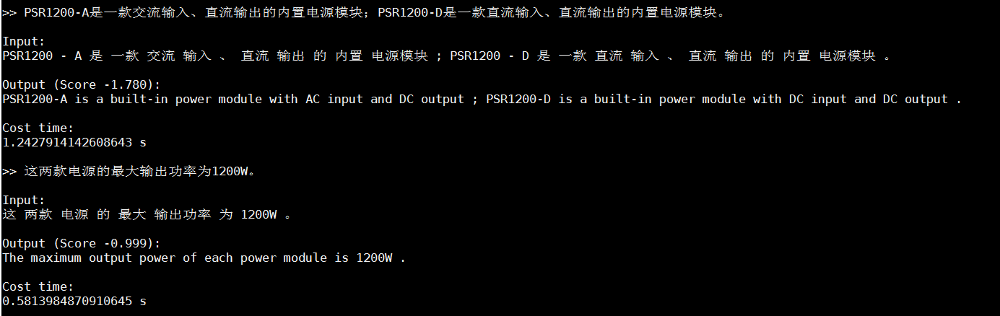 >> PSR1200-A是一款交流输入、直流输出的内置电源模块；PSR1200-D是一款直流输入、直流输出的内置电源模块。
Input:
PSR1200 - A 是 一款 交流 输入 、 直流 输出 的 内置 电源模块 ; PSR1200 - D 是 一款 直流 输入 、 直流 输出 的 内置 电源模块 。
Output (Score -1.780):
PSR1200-A is a built-in power module with AC input and DC output ; PSR1200-D is a built-in power module with DC input and DC output .
Cost time:
1.2427914142608643 s
>> 这两款电源的最大输出功率为1200W。
Input:
这 两款 电源 的 最大 输出功率 为 1200W 。
Output (Score -0.999):
The maximum output power of each power module is 1200W .
Cost time:
0.5813984870910645 s